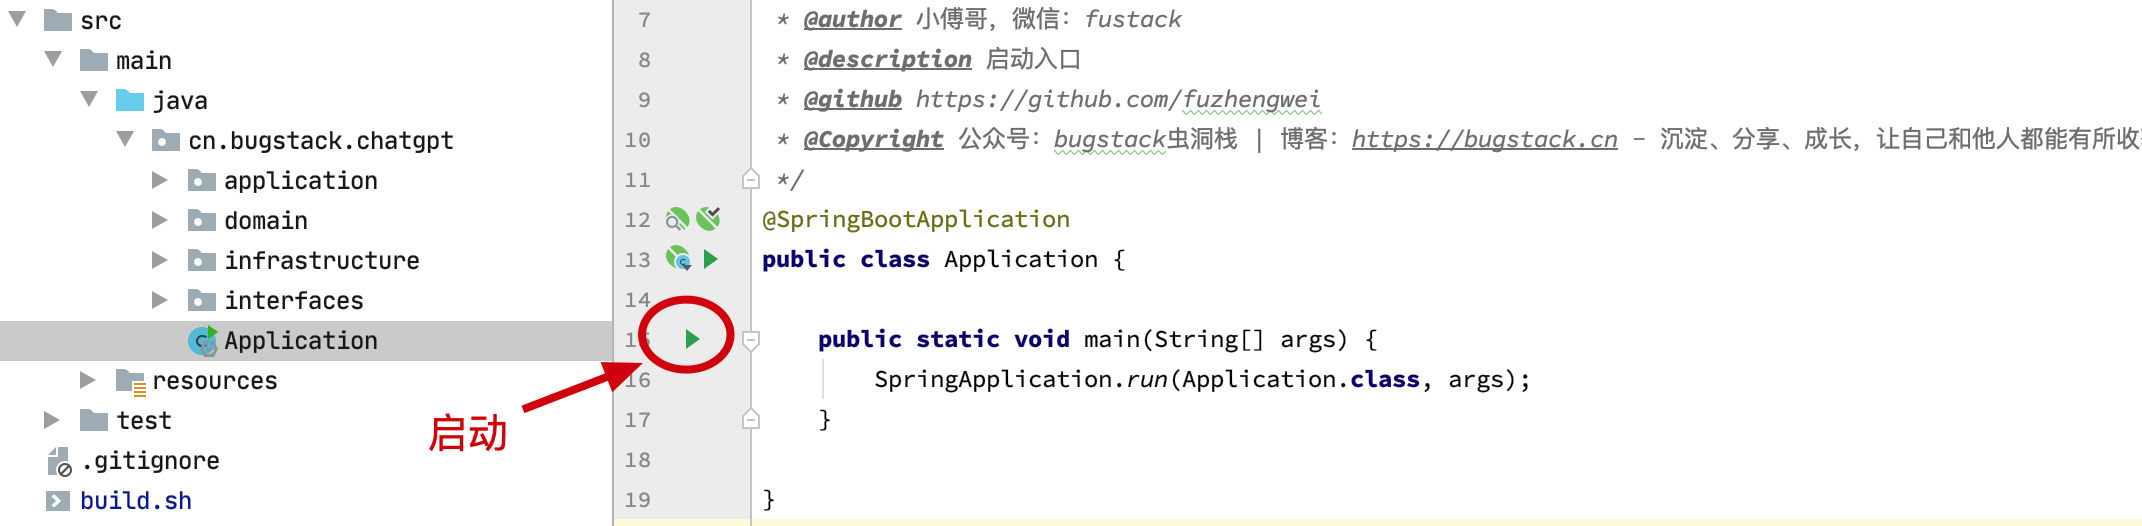 src
main
java
cn.bugstack.chatgpt
application
domain
infrastructure
interfaces
Application
resources
test
.gitignore
build.sh
启动
7 * @author 小傅哥，微信：fustack
8 * @description 启动入口
9 * @github https://github.com/fuzhengwei
10 * @Copyright 公众号：bugstack虫洞栈 | 博客：https://bugstack.cn - 沉淀、分享、成长，让自己和他人都能有所收
11 */
12 @SpringBootApplication
13 public class Application {
14
15 public static void main(String[] args) {
16 SpringApplication.run(Application.class, args);
17 }
18
19 }